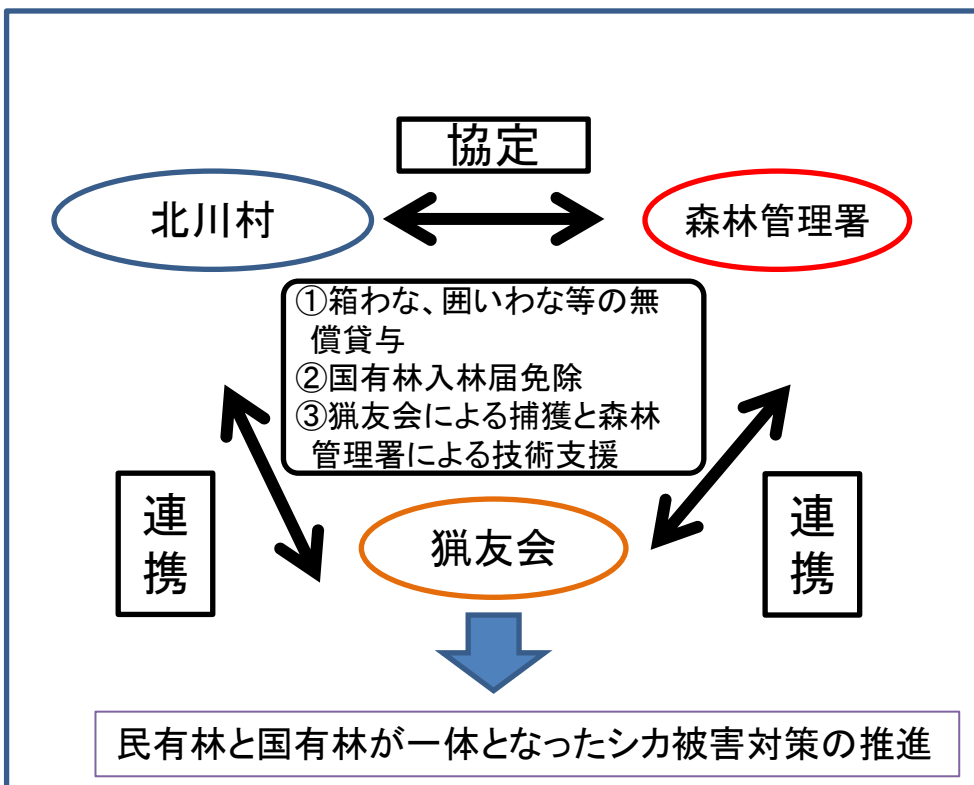 協定
北川村
森林管理署
①箱わな、囲いわな等の無
償貸与
②国有林入林届免除
③猟友会による捕獲と森林
管理署による技術支援
連携
猟友会
連携
民有林と国有林が一体となったシカ被害対策の推進